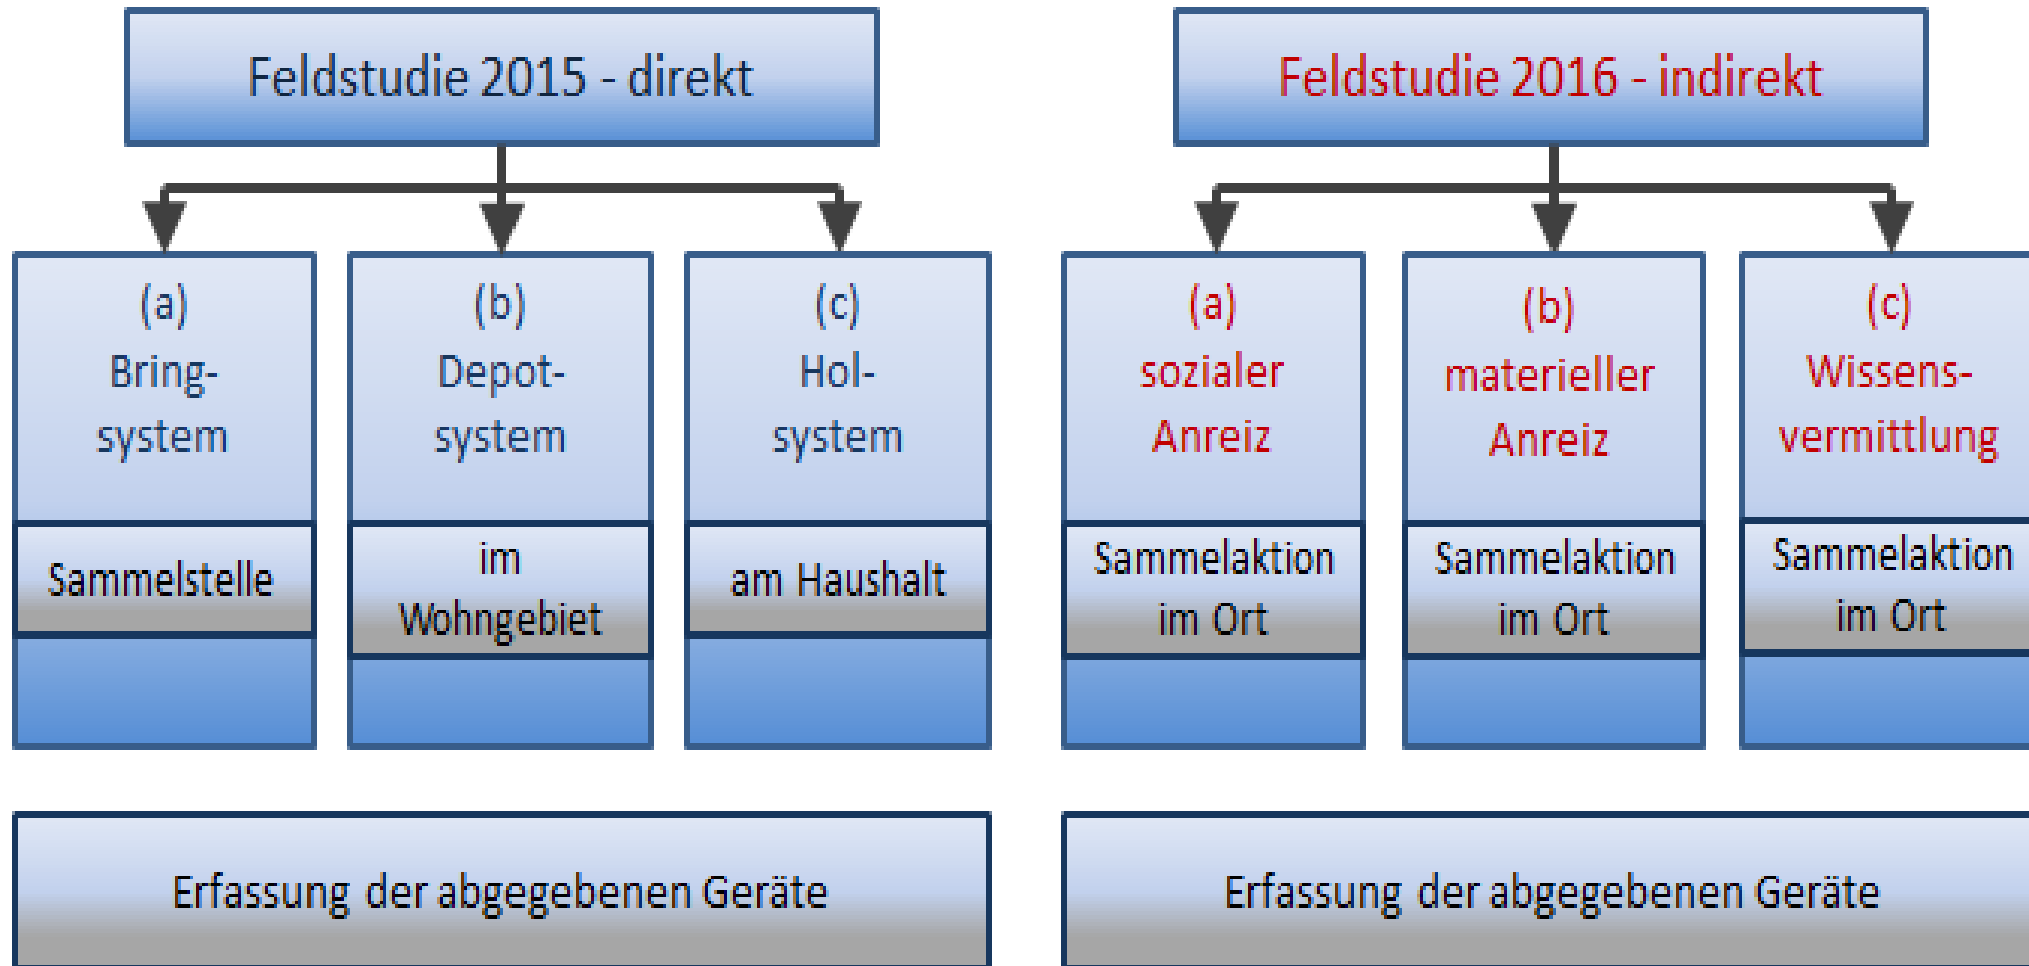 Feldstudie 2015 - direkt
(a)
Bring-
system
Sammelstelle
(b)
Depot-
system
im
Wohngebiet
(c)
Hol-
system
am Haushalt
Erfassung der abgegebenen Geräte
Feldstudie 2016 - indirekt
(a)
sozialer
Anreiz
Sammelaktion
im Ort
(b)
materieller
Anreiz
Sammelaktion
im Ort
(c)
Wissens-
vermittlung
Sammelaktion
im Ort
Erfassung der abgegebenen Geräte